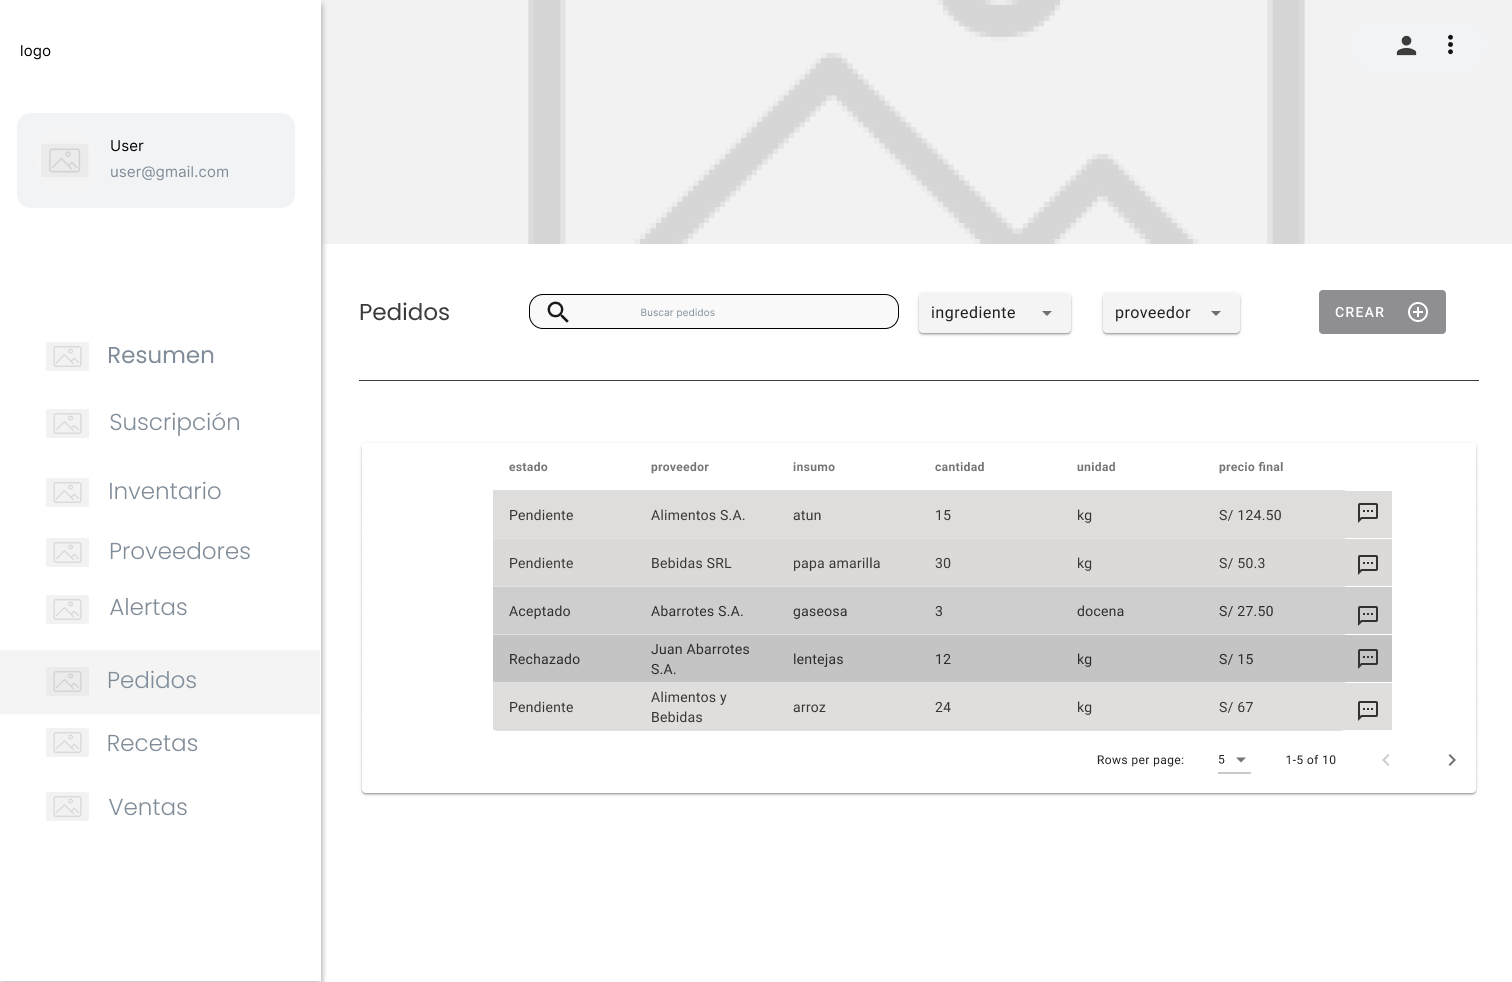 logo
User
user@gmail.com
Resumen
Suscripción
Inventario
Proveedores
Alertas
Pedidos
Recetas
Ventas
Pedidos
Buscar pedidos
ingrediente
proveedor
CREAR
estado proveedor insumo cantidad unidad precio final
Pendiente Alimentos S.A. atun 15 kg S/ 124.50
Pendiente Bebidas SRL papa amarilla 30 kg S/ 50.3
Aceptado Abarrotes S.A. gaseosa 3 docena S/ 27.50
Rechazado Juan Abarrotes S.A. lentejas 12 kg S/ 15
Pendiente Alimentos y Bebidas arroz 24 kg S/ 67
Rows per page: 5 1-5 of 10